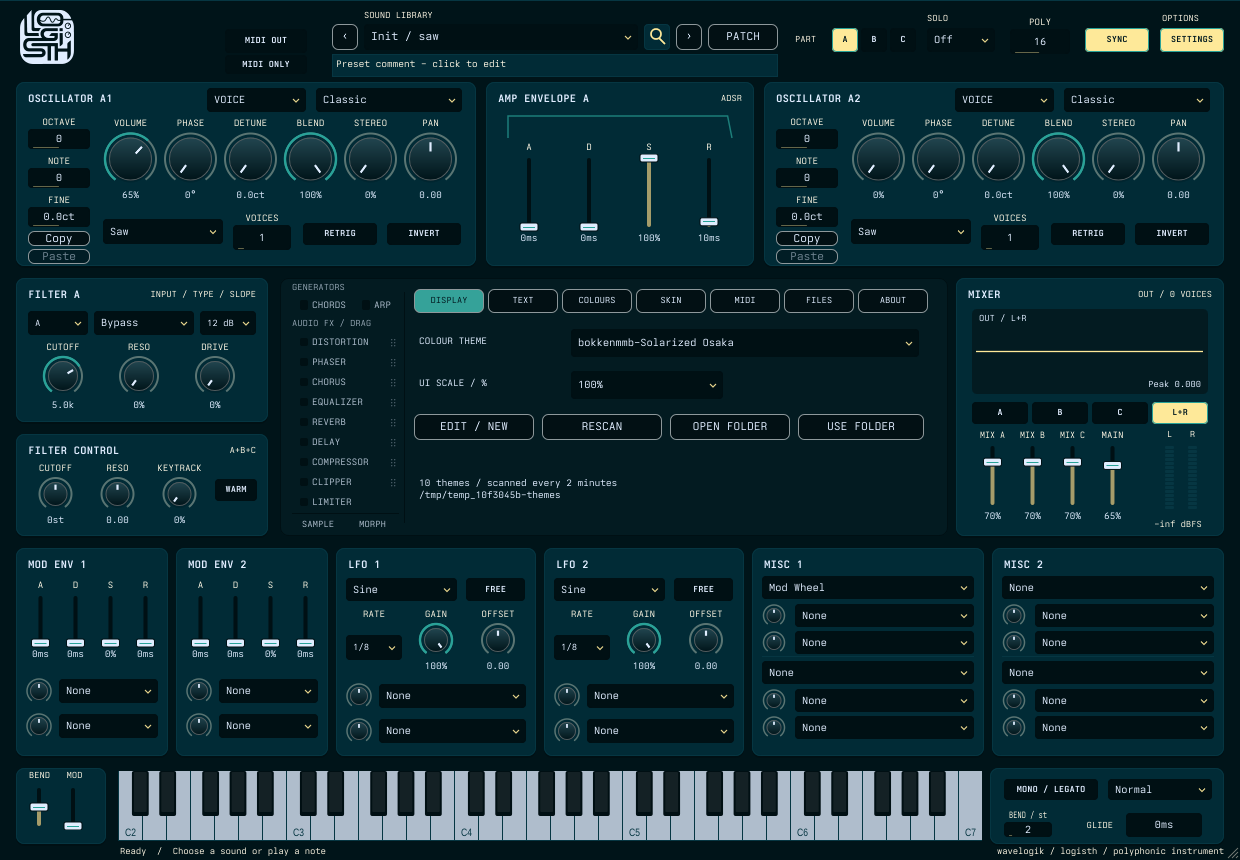 LOGISTH
SOUND LIBRARY
MIDI OUT
MIDI ONLY
‹ Init / saw › PATCH
Preset comment - click to edit
PART A B C
SOLO
Off
POLY
16
OPTIONS
SYNC SETTINGS
OSCILLATOR A1 VOICE Classic
OCTAVE VOLUME PHASE DETUNE BLEND STEREO PAN
0
NOTE
0
65% 0° 0.0ct 100% 0% 0.00
FINE
0.0ct
Copy
Paste
Saw
VOICES
1
RETRIG INVERT
AMP ENVELOPE A ADSR
A D S R
0ms 0ms 100% 10ms
OSCILLATOR A2 VOICE Classic
OCTAVE VOLUME PHASE DETUNE BLEND STEREO PAN
0
NOTE
0
0% 0° 0.0ct 100% 0% 0.00
FINE
0.0ct
Copy
Paste
Saw
VOICES
1
RETRIG INVERT
FILTER A INPUT / TYPE / SLOPE
A Bypass 12 dB
CUTOFF RESO DRIVE
5.0k 0% 0%
FILTER CONTROL A+B+C
CUTOFF RESO KEYTRACK
WARM
0st 0.00 0%
GENERATORS
CHORDS ARP
AUDIO FX / DRAG
DISTORTION
PHASER
CHORUS
EQUALIZER
REVERB
DELAY
COMPRESSOR
CLIPPER
LIMITER
SAMPLE MORPH
DISPLAY TEXT COLOURS SKIN MIDI FILES ABOUT
COLOUR THEME bokkenmmb-Solarized Osaka
UI SCALE / % 100%
EDIT / NEW RESCAN OPEN FOLDER USE FOLDER
10 themes / scanned every 2 minutes
/tmp/temp_10f3045b-themes
MIXER OUT / 0 VOICES
OUT / L+R
Peak 0.000
A B C L+R
MIX A MIX B MIX C MAIN L R
70% 70% 70% 65%
-inf dBFS
MOD ENV 1
A D S R
0ms 0ms 0% 0ms
None
None
MOD ENV 2
A D S R
0ms 0ms 0% 0ms
None
None
LFO 1
Sine FREE
RATE GAIN OFFSET
1/8
100% 0.00
None
None
LFO 2
Sine FREE
RATE GAIN OFFSET
1/8
100% 0.00
None
None
MISC 1
Mod Wheel
None
None
None
None
None
MISC 2
None
None
None
None
None
None
BEND MOD
C2 C3 C4 C5 C6 C7
MONO / LEGATO Normal
BEND / st
2
GLIDE 0ms
Ready / Choose a sound or play a note
wavelogik / logisth / polyphonic instrument